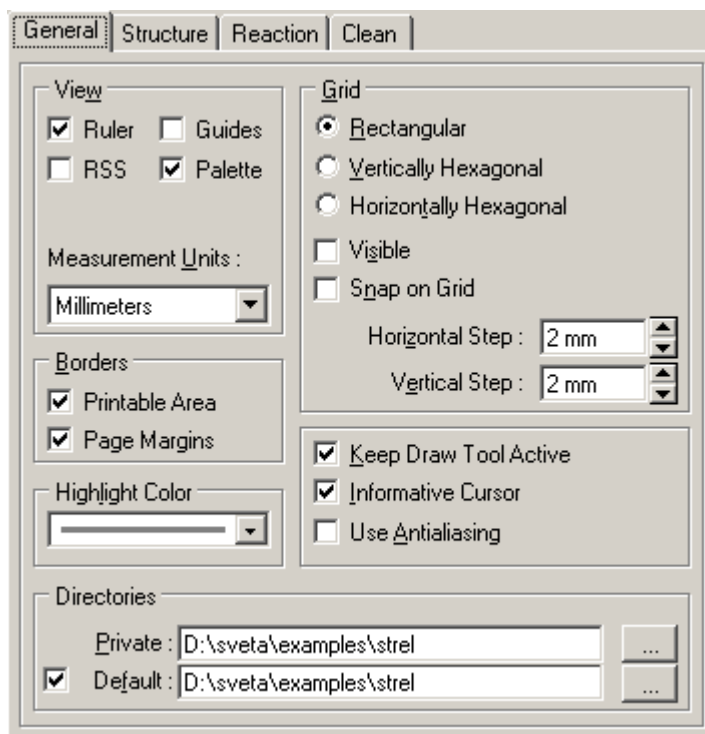 General Structure Reaction Clean
View
Ruler Guides
RSS Palette
Measurement Units :
Millimeters
Borders
Printable Area
Page Margins
Highlight Color
Grid
Rectangular
Vertically Hexagonal
Horizontally Hexagonal
Visible
Snap on Grid
Horizontal Step : 2 mm
Vertical Step : 2 mm
Keep Draw Tool Active
Informative Cursor
Use Antialiasing
Directories
Private : D:\sveta\examples\strel ...
Default : D:\sveta\examples\strel ...